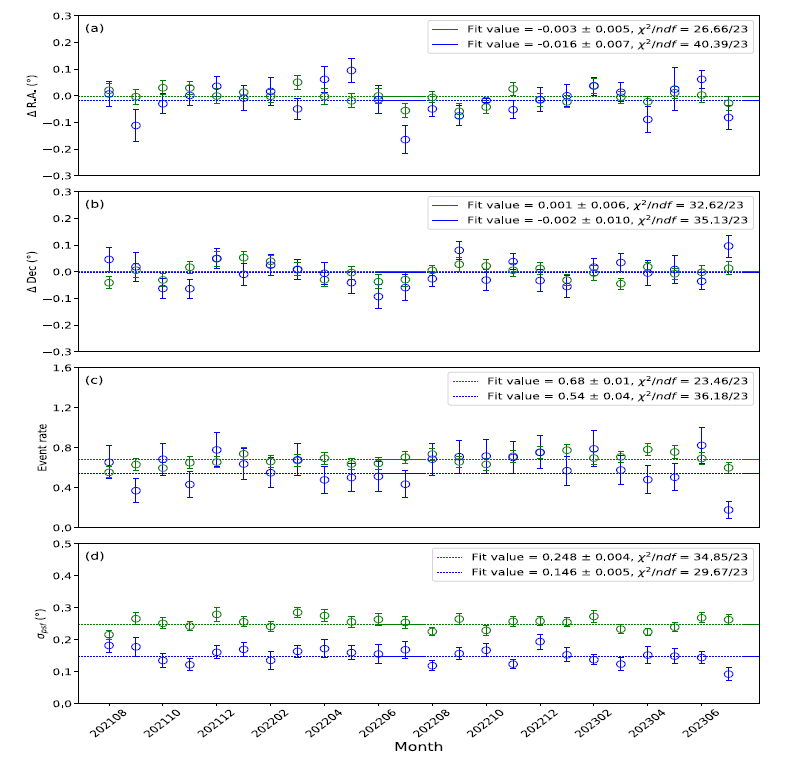 (a)
Fit value = -0.003 ± 0.005, χ²/ndf = 26.66/23
Fit value = -0.016 ± 0.007, χ²/ndf = 40.39/23
Δ R.A. (°)
0.3
0.2
0.1
0.0
−0.1
−0.2
−0.3
(b)
Fit value = 0.001 ± 0.006, χ²/ndf = 32.62/23
Fit value = -0.002 ± 0.010, χ²/ndf = 35.13/23
Δ Dec (°)
0.3
0.2
0.1
0.0
−0.1
−0.2
−0.3
(c)
Fit value = 0.68 ± 0.01, χ²/ndf = 23.46/23
Fit value = 0.54 ± 0.04, χ²/ndf = 36.18/23
Event rate
1.6
1.2
0.8
0.4
0.0
(d)
Fit value = 0.248 ± 0.004, χ²/ndf = 34.85/23
Fit value = 0.146 ± 0.005, χ²/ndf = 29.67/23
σpsf (°)
0.5
0.4
0.3
0.2
0.1
0.0
202108
202110
202112
202202
202204
202206
202208
202210
202212
202302
202304
202306
Month